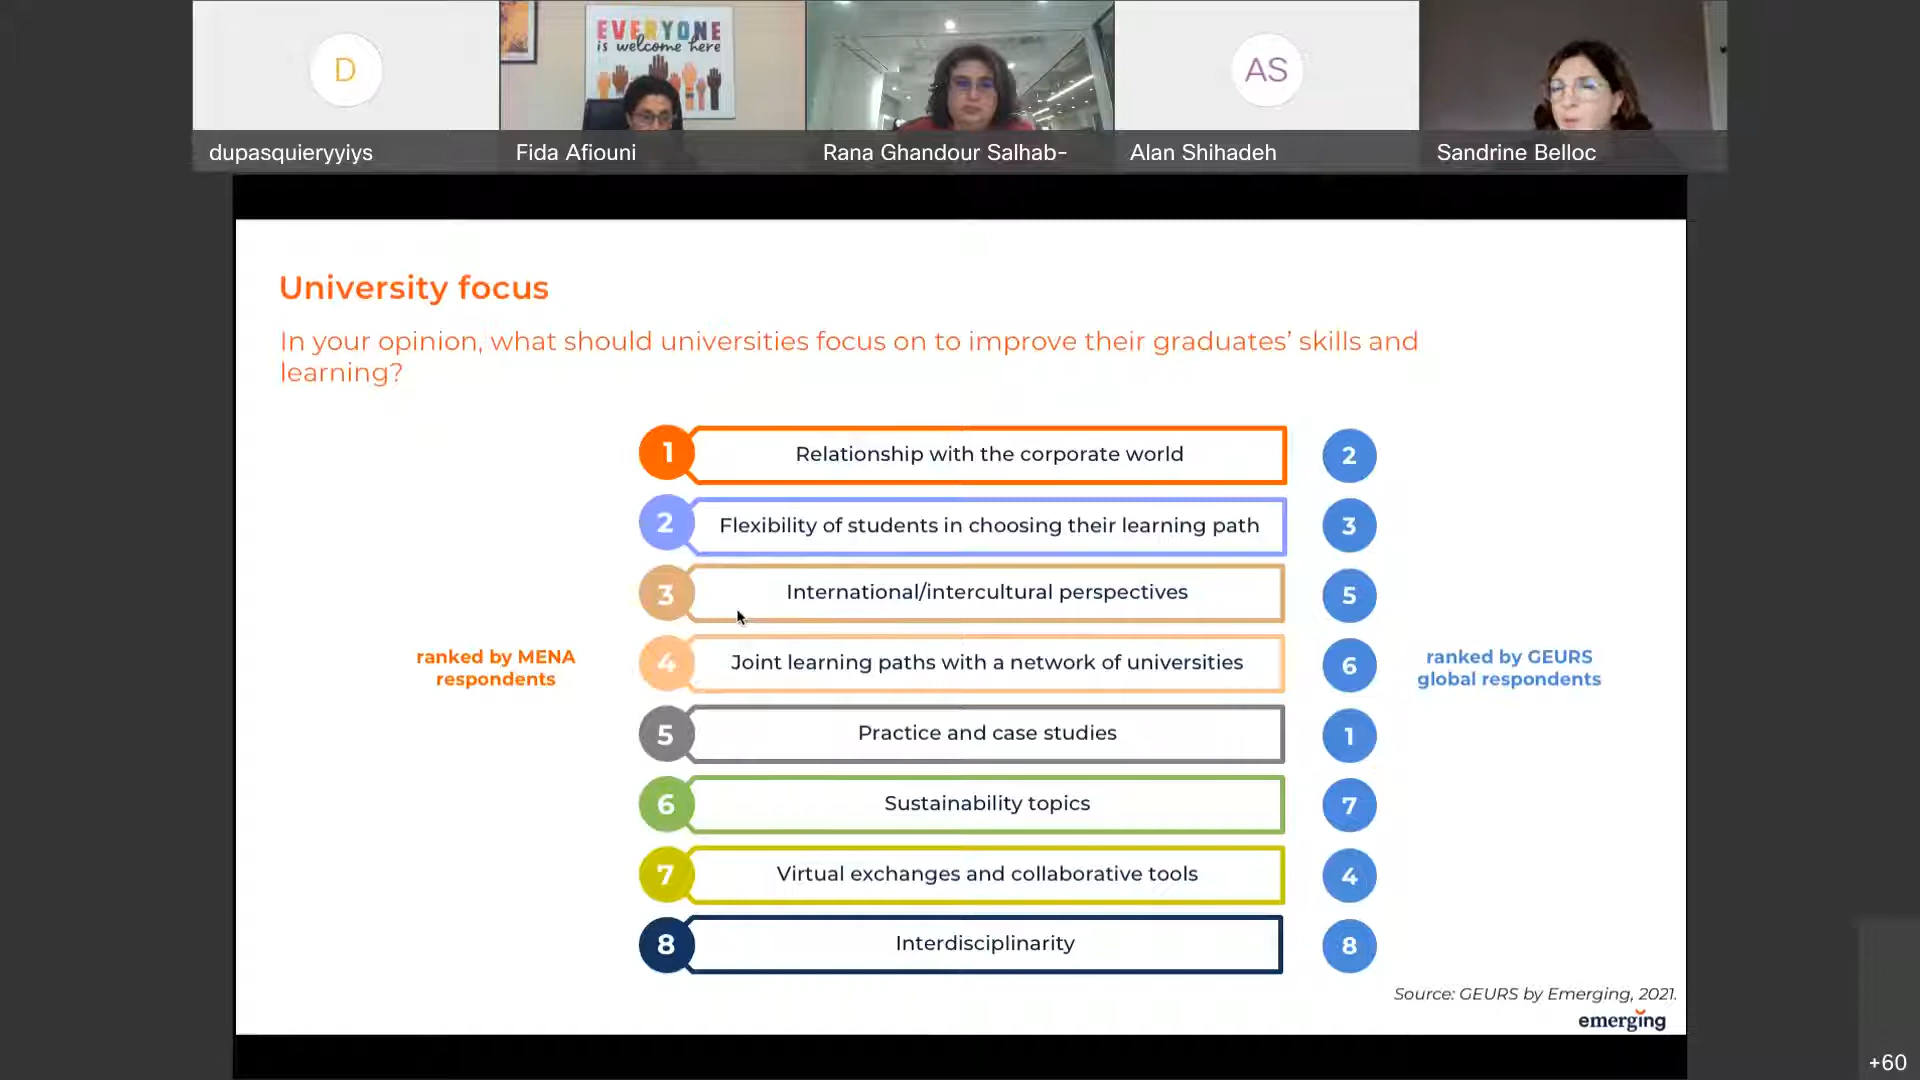 D
EVERYONE
is welcome here
AS
dupasquieryyiys
Fida Afiouni
Rana Ghandour Salhab-
Alan Shihadeh
Sandrine Belloc
University focus
In your opinion, what should universities focus on to improve their graduates’ skills and
learning?
1 Relationship with the corporate world 2
2 Flexibility of students in choosing their learning path 3
3 International/intercultural perspectives 5
ranked by MENA
respondents
4 Joint learning paths with a network of universities 6
ranked by GEURS
global respondents
5 Practice and case studies 1
6 Sustainability topics 7
7 Virtual exchanges and collaborative tools 4
8 Interdisciplinarity 8
Source: GEURS by Emerging, 2021.
emerging
+60